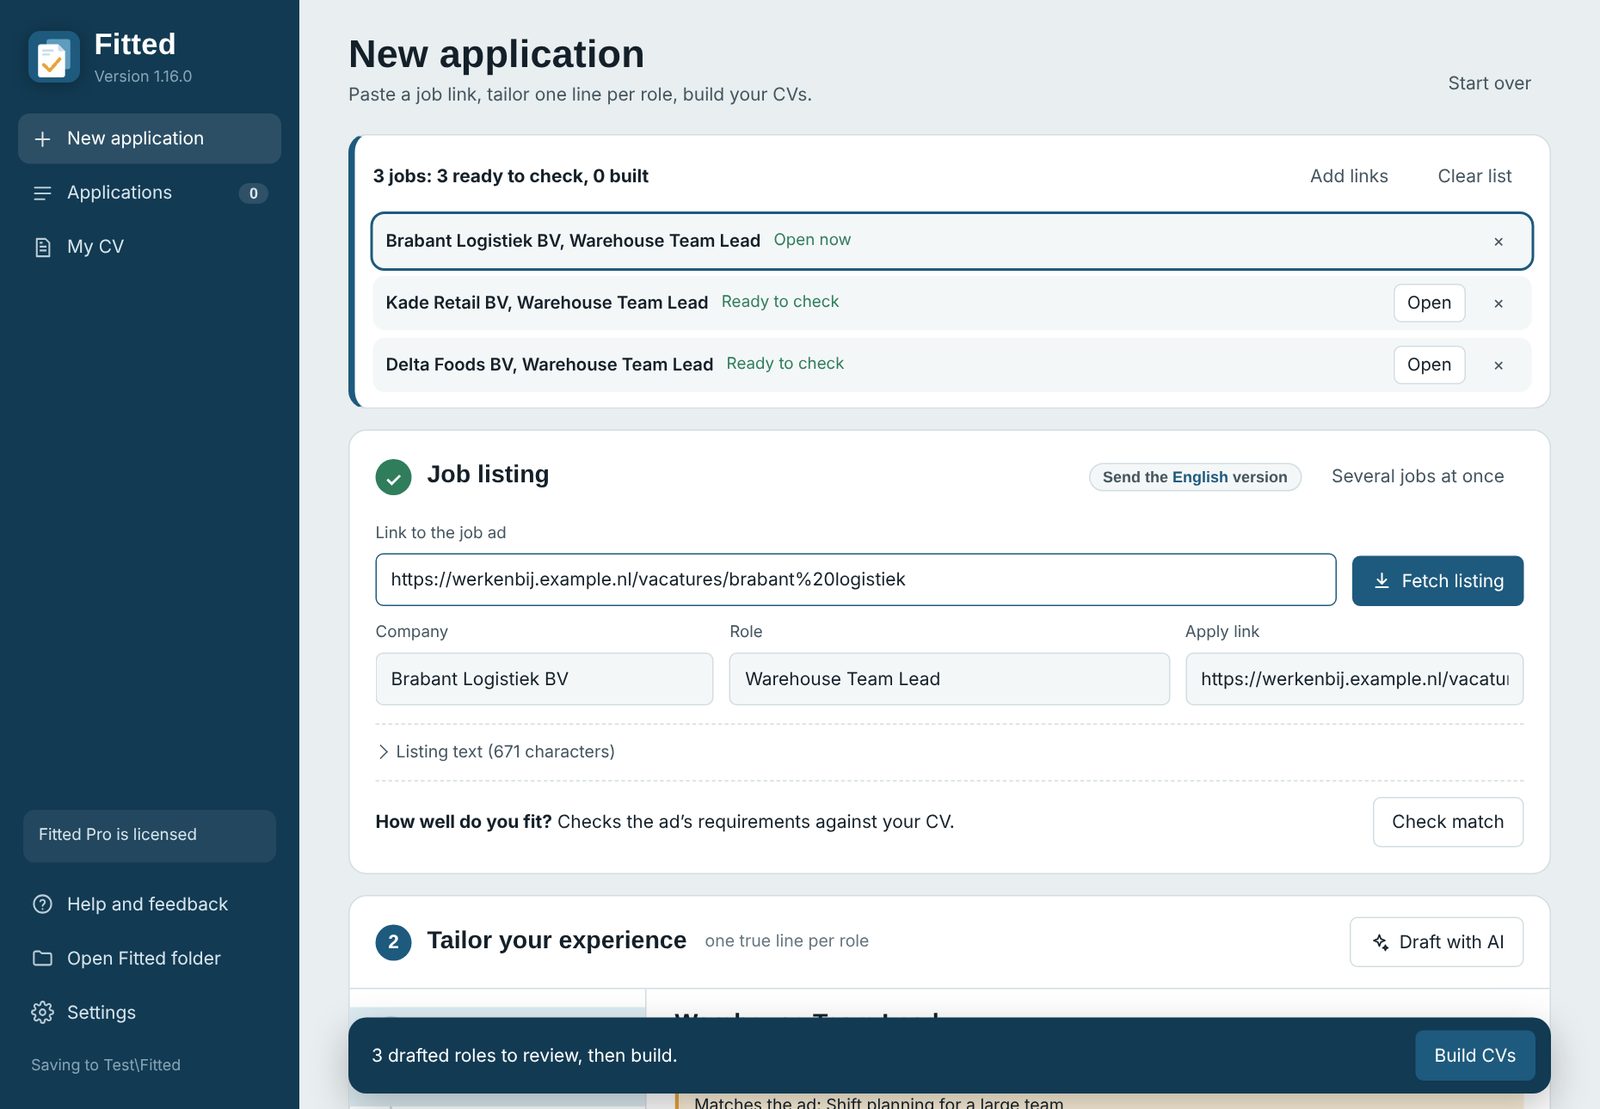 Fitted
Version 1.16.0
New application
Applications 0
My CV
Fitted Pro is licensed
Help and feedback
Open Fitted folder
Settings
Saving to Test\Fitted
New application
Paste a job link, tailor one line per role, build your CVs.
Start over
3 jobs: 3 ready to check, 0 built
Add links
Clear list
Brabant Logistiek BV, Warehouse Team Lead Open now ×
Kade Retail BV, Warehouse Team Lead Ready to check Open ×
Delta Foods BV, Warehouse Team Lead Ready to check Open ×
Job listing
Send the English version
Several jobs at once
Link to the job ad
https://werkenbij.example.nl/vacatures/brabant%20logistiek
Fetch listing
Company
Role
Apply link
Brabant Logistiek BV
Warehouse Team Lead
https://werkenbij.example.nl/vacatu
Listing text (671 characters)
How well do you fit? Checks the ad’s requirements against your CV.
Check match
2 Tailor your experience one true line per role
Draft with AI
3 drafted roles to review, then build.
Build CVs
Matches the ad: Shift planning for a large team